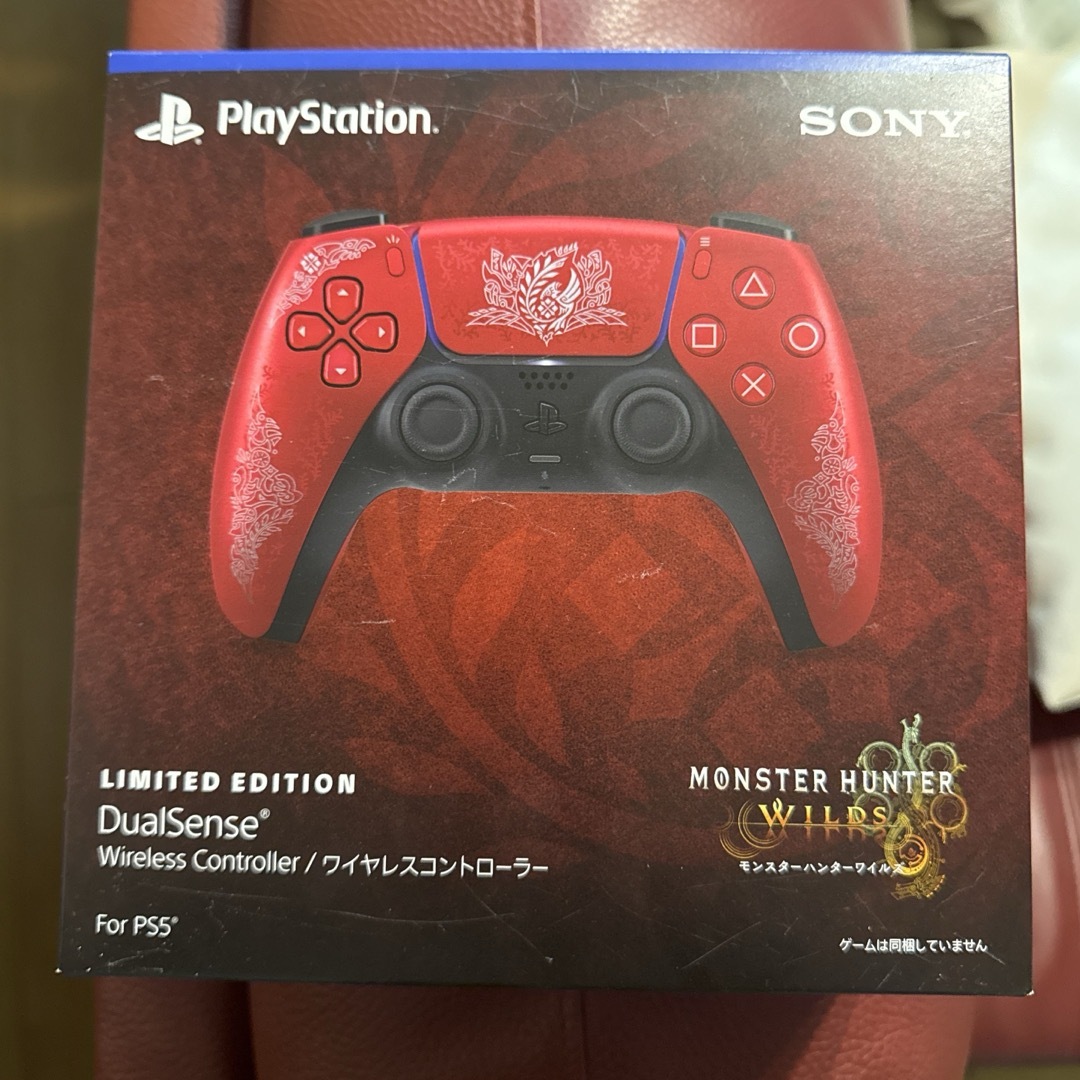 PlayStation®
SONY®
LIMITED EDITION
DualSense®
Wireless Controller / ワイヤレスコントローラー
For PS5®
MONSTER HUNTER
WILDS
モンスターハンターワイルズ
ゲームは同梱していません